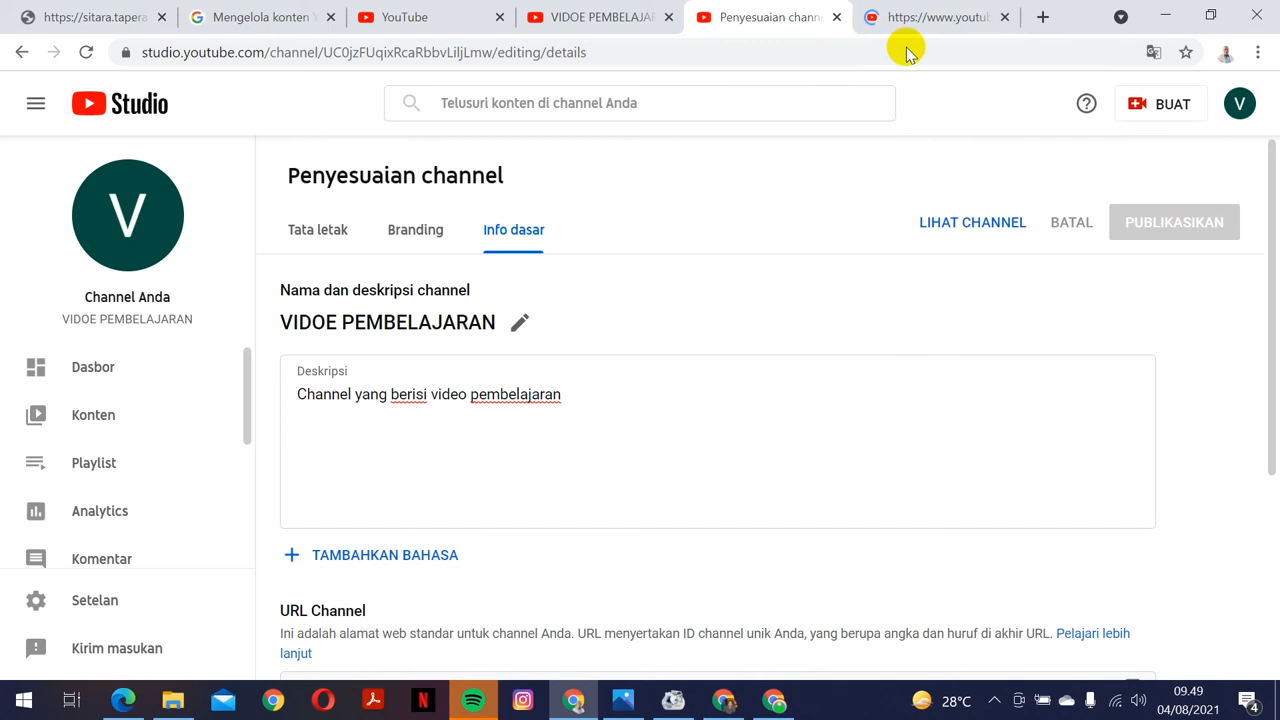 https://sitara.tapera
Mengelola konten Y
YouTube
VIDOE PEMBELAJAR
Penyesuaian chann
https://www.youtub
studio.youtube.com/channel/UC0jzFUqixRcaRbbvLiljLmw/editing/details
Studio
Telusuri konten di channel Anda
BUAT
V
V
Channel Anda
VIDOE PEMBELAJARAN
Dasbor
Konten
Playlist
Analytics
Komentar
Setelan
Kirim masukan
Penyesuaian channel
Tata letak
Branding
Info dasar
LIHAT CHANNEL
BATAL
PUBLIKASIKAN
Nama dan deskripsi channel
VIDOE PEMBELAJARAN
Deskripsi
Channel yang berisi video pembelajaran
TAMBAHKAN BAHASA
URL Channel
Ini adalah alamat web standar untuk channel Anda. URL menyertakan ID channel unik Anda, yang berupa angka dan huruf di akhir URL. Pelajari lebih
lanjut
28°C
09.49
04/08/2021
4